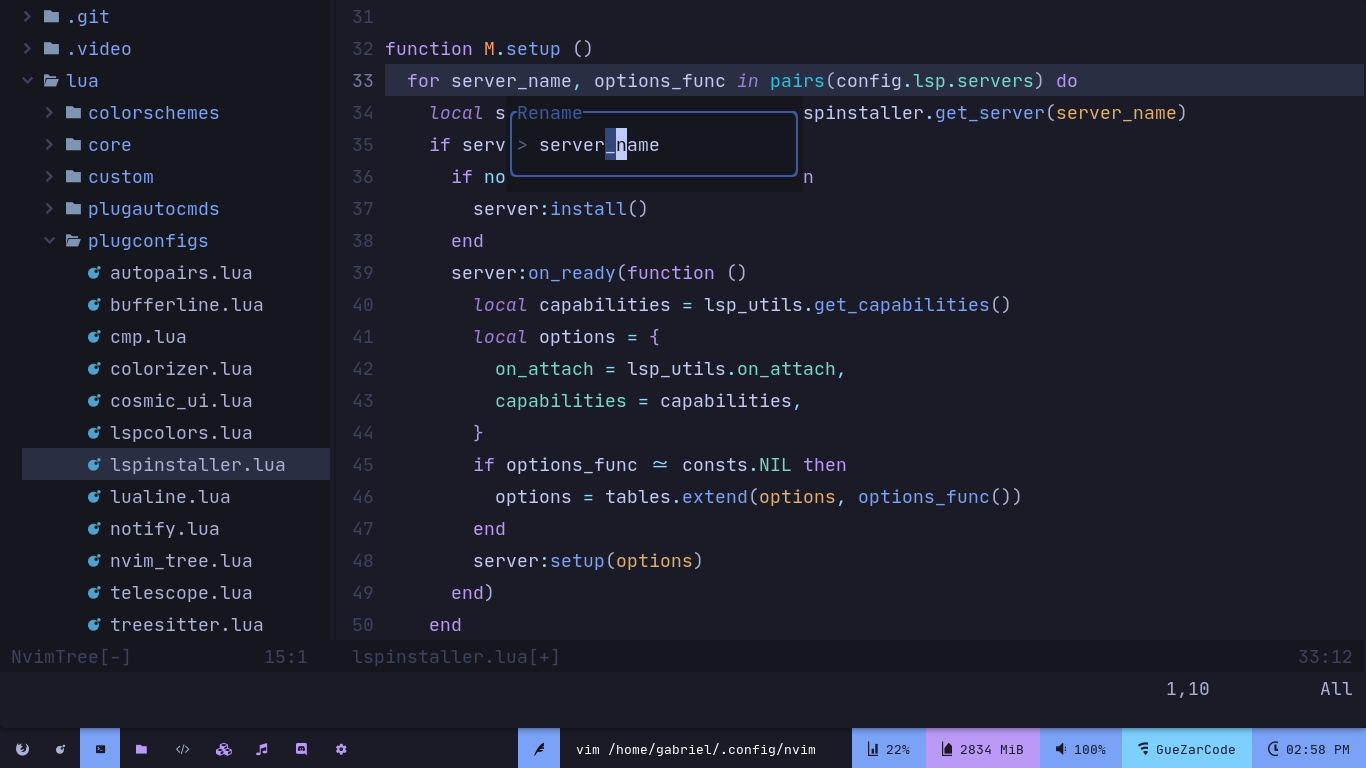 .git
.video
lua
colorschemes
core
custom
plugautocmds
plugconfigs
autopairs.lua
bufferline.lua
cmp.lua
colorizer.lua
cosmic_ui.lua
lspcolors.lua
lspinstaller.lua
lualine.lua
notify.lua
nvim_tree.lua
telescope.lua
treesitter.lua
NvimTree[-] 15:1
31
32 function M.setup ()
33 for server_name, options_func in pairs(config.lsp.servers) do
34 local s spinstaller.get_server(server_name)
35 if serv
36 if no n
37 server:install()
38 end
39 server:on_ready(function ()
40 local capabilities = lsp_utils.get_capabilities()
41 local options = {
42 on_attach = lsp_utils.on_attach,
43 capabilities = capabilities,
44 }
45 if options_func ≃ consts.NIL then
46 options = tables.extend(options, options_func())
47 end
48 server:setup(options)
49 end)
50 end
Rename
> server_name
lspinstaller.lua[+] 33:12
1,10 All
vim /home/gabriel/.config/nvim 22% 2834 MiB 100% GueZarCode 02:58 PM